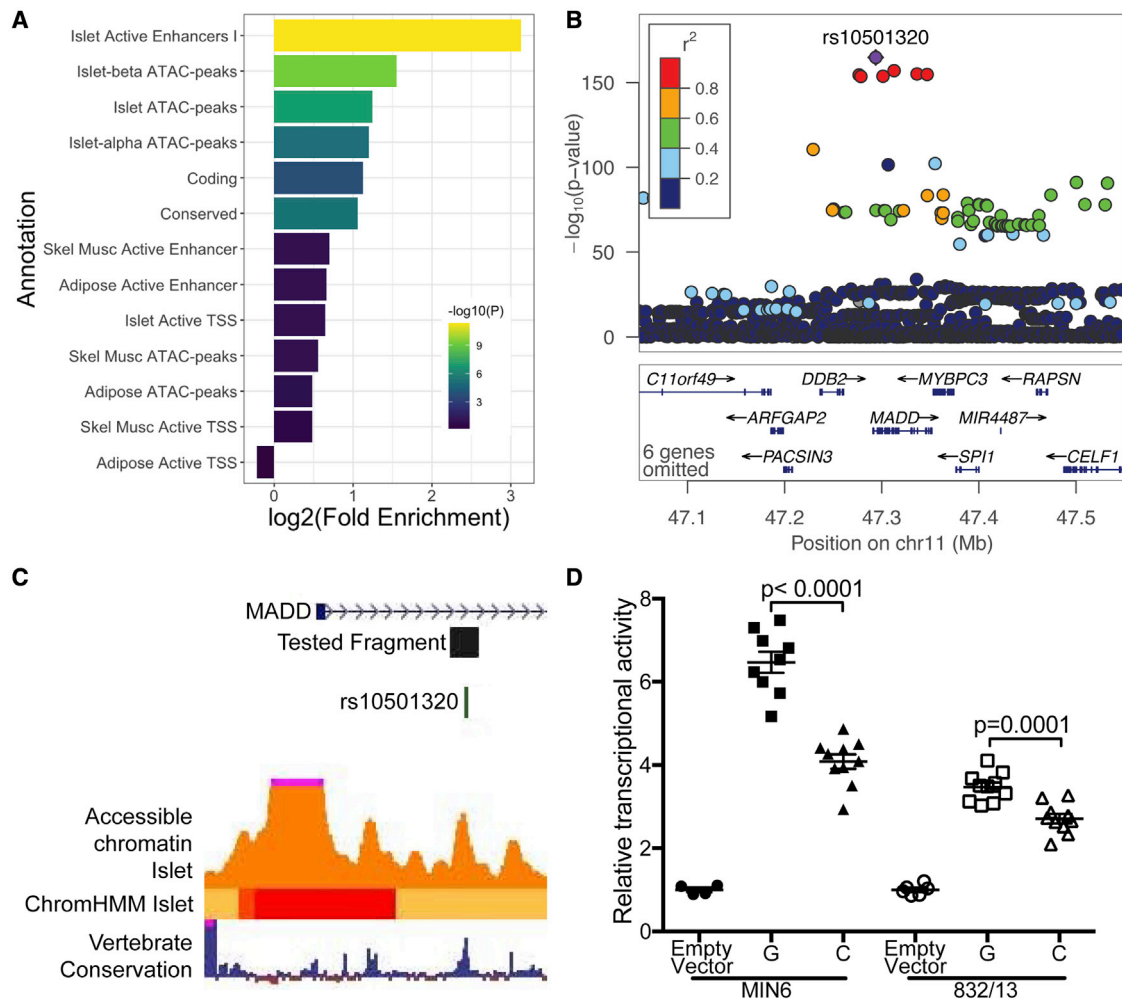 A
Islet Active Enhancers I
Islet-beta ATAC-peaks
Islet ATAC-peaks
Islet-alpha ATAC-peaks
Coding
Conserved
Skel Musc Active Enhancer
Adipose Active Enhancer
Islet Active TSS
Skel Musc ATAC-peaks
Adipose ATAC-peaks
Skel Musc Active TSS
Adipose Active TSS
Annotation
-log10(P)
9
6
3
0 1 2 3
log2(Fold Enrichment)
B
rs10501320
r²
0.8
0.6
0.4
0.2
150
100
50
0
−log₁₀(p-value)
C11orf49 DDB2 MYBPC3 RAPSN
ARFGAP2 MADD MIR4487
6 genes
omitted
PACSIN3 SPI1 CELF1
47.1 47.2 47.3 47.4 47.5
Position on chr11 (Mb)
C
MADD
Tested Fragment
rs10501320
Accessible
chromatin
Islet
ChromHMM Islet
Vertebrate
Conservation
D
p< 0.0001
p=0.0001
8
6
4
2
0
Relative transcriptional activity
Empty Vector G C Empty Vector G C
MIN6 832/13